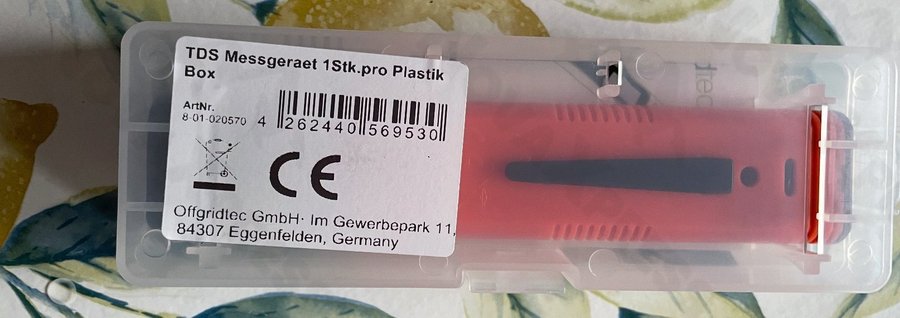 TDS Messgeraet 1Stk.pro Plastik
Box
ArtNr.
8-01-020570
4 262440 569530
CE
Offgridtec GmbH· Im Gewerbepark 11,
84307 Eggenfelden, Germany